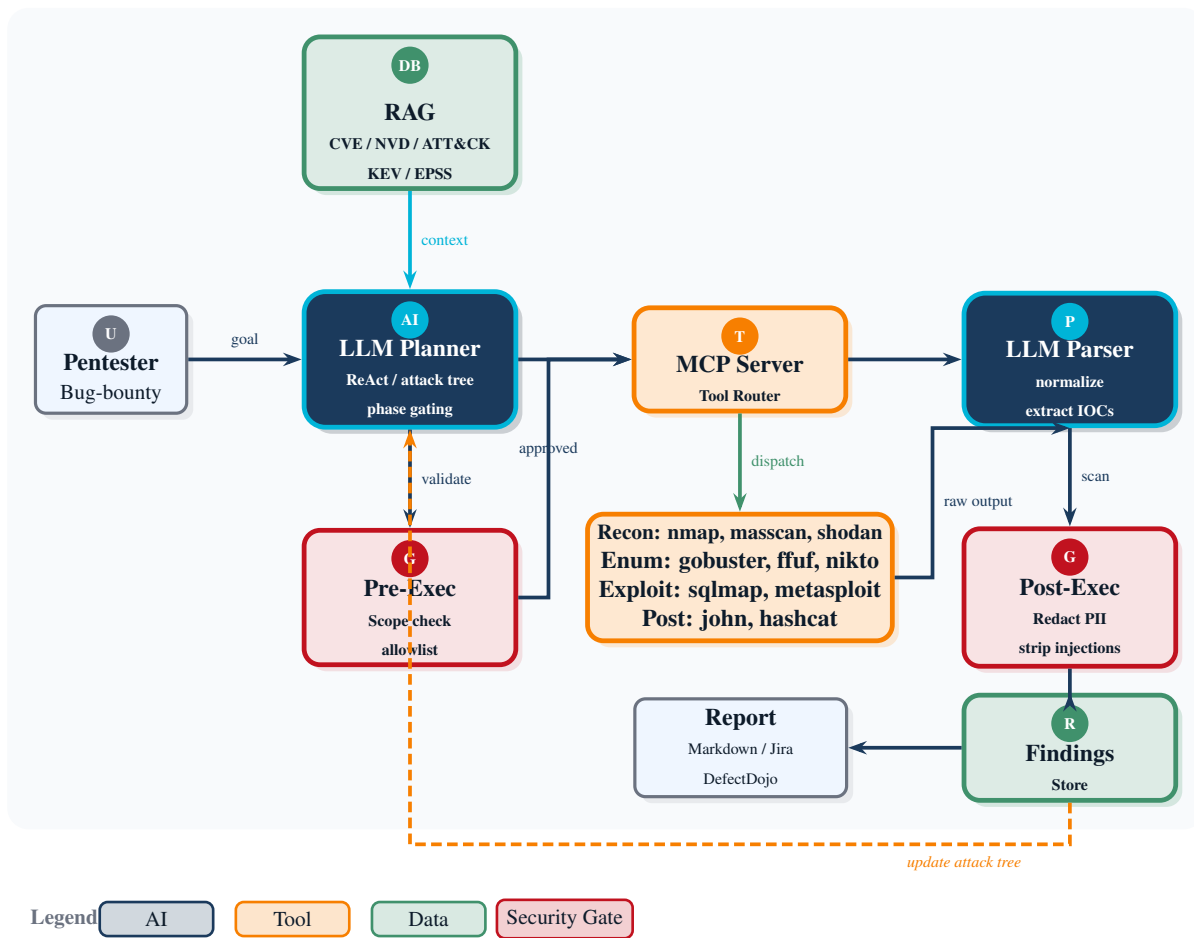 DB
RAG
CVE / NVD / ATT&CK
KEV / EPSS
context
U
Pentester
Bug-bounty
goal
AI
LLM Planner
ReAct / attack tree
phase gating
T
MCP Server
Tool Router
P
LLM Parser
normalize
extract IOCs
validate
approved
dispatch
raw output
scan
G
Pre-Exec
Scope check
allowlist
Recon: nmap, masscan, shodan
Enum: gobuster, ffuf, nikto
Exploit: sqlmap, metasploit
Post: john, hashcat
G
Post-Exec
Redact PII
strip injections
Report
Markdown / Jira
DefectDojo
R
Findings
Store
update attack tree
Legend
AI
Tool
Data
Security Gate